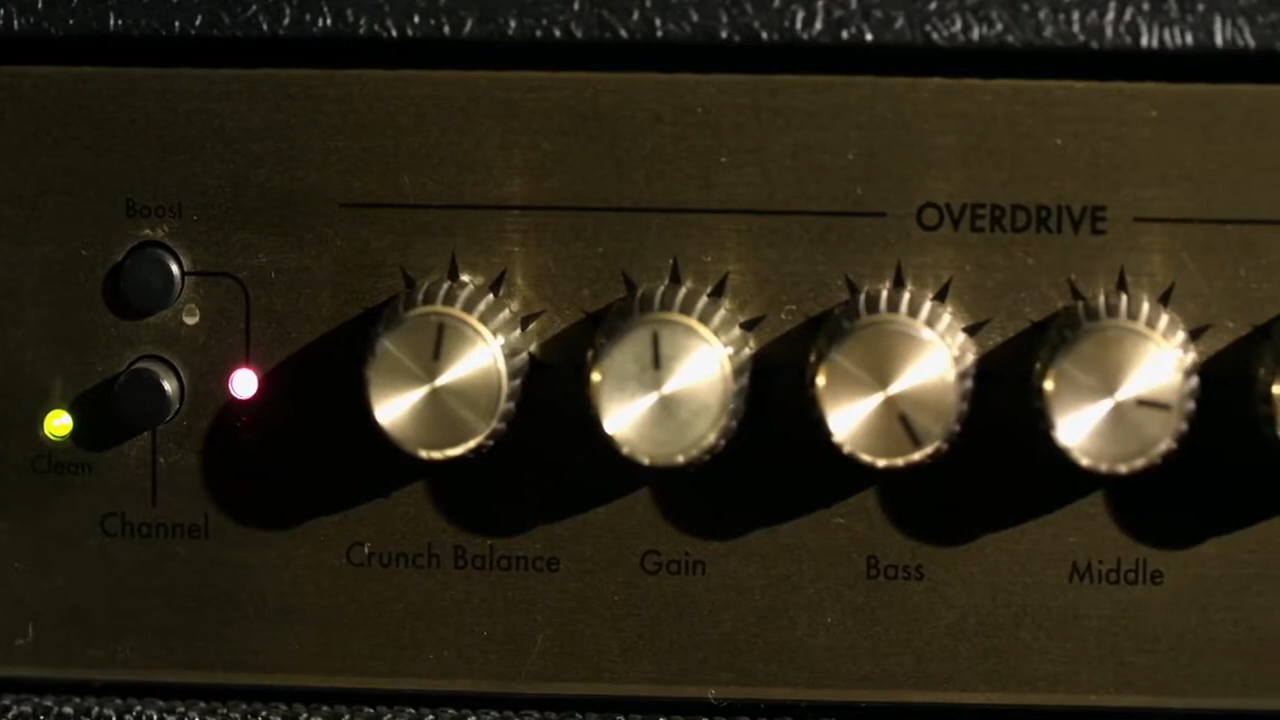 Boost
OVERDRIVE
Clean
Channel
Crunch Balance
Gain
Bass
Middle